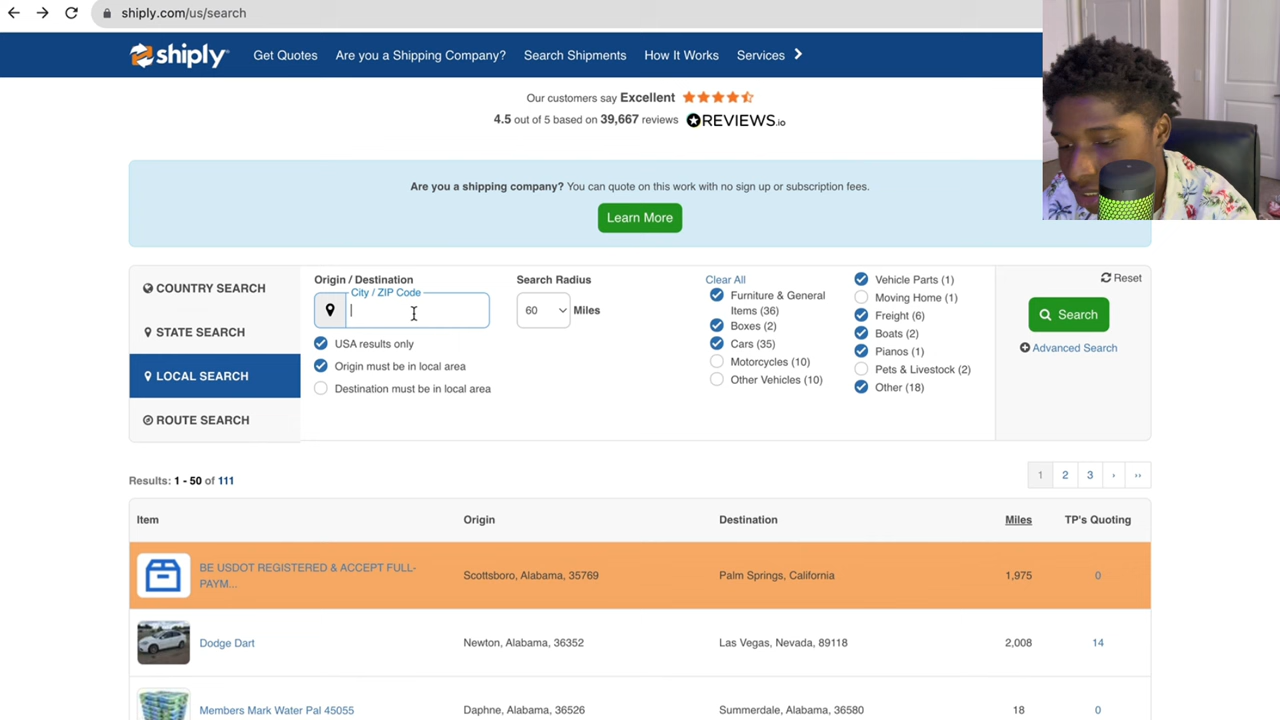 shiply.com/us/search
shiply
Get Quotes
Are you a Shipping Company?
Search Shipments
How It Works
Services
Our customers say Excellent
4.5 out of 5 based on 39,667 reviews REVIEWS.io
Are you a shipping company? You can quote on this work with no sign up or subscription fees.
Learn More
COUNTRY SEARCH
STATE SEARCH
LOCAL SEARCH
ROUTE SEARCH
Origin / Destination
City / ZIP Code
USA results only
Origin must be in local area
Destination must be in local area
Search Radius
60 Miles
Clear All
Furniture & General
Items (36)
Boxes (2)
Cars (35)
Motorcycles (10)
Other Vehicles (10)
Vehicle Parts (1)
Moving Home (1)
Freight (6)
Boats (2)
Pianos (1)
Pets & Livestock (2)
Other (18)
Reset
Search
Advanced Search
Results: 1 - 50 of 111
1 2 3 › ››
Item Origin Destination Miles TP's Quoting
BE USDOT REGISTERED & ACCEPT FULL-
PAYM...
Scottsboro, Alabama, 35769 Palm Springs, California 1,975 0
Dodge Dart Newton, Alabama, 36352 Las Vegas, Nevada, 89118 2,008 14
Members Mark Water Pal 45055 Daphne, Alabama, 36526 Summerdale, Alabama, 36580 18 0